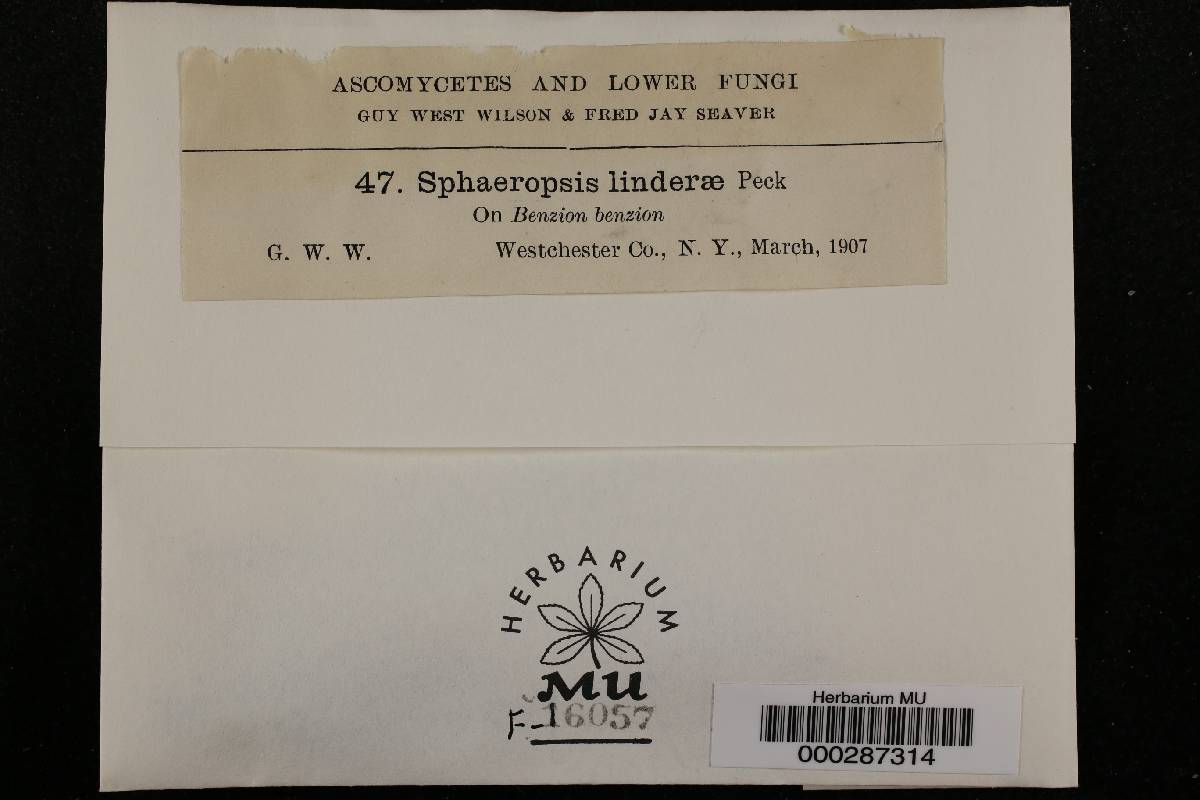 ASCOMYCETES AND LOWER FUNGI
GUY WEST WILSON & FRED JAY SEAVER
47. Sphaeropsis linderæ Peck
On Benzion benzion
G. W. W. Westchester Co., N. Y., March, 1907
HERBARIUM
MU
F-16057
Herbarium MU
000287314